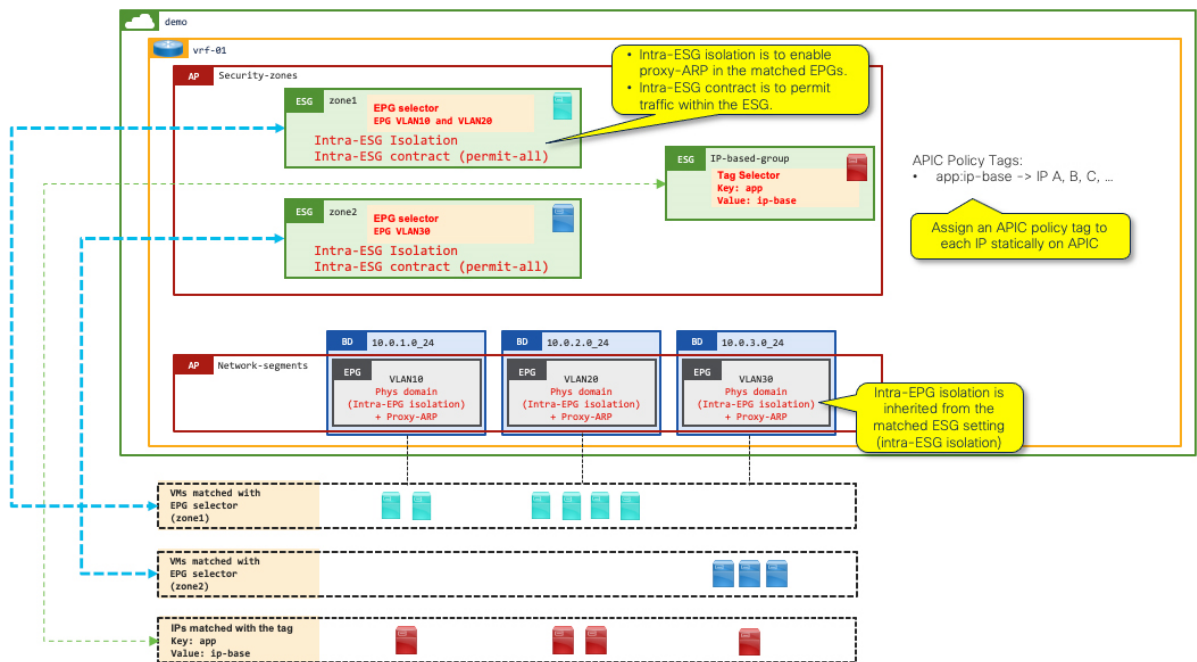 demo
vrf-01
AP Security-zones
ESG zone1
EPG selector
EPG VLAN10 and VLAN20
Intra-ESG Isolation
Intra-ESG contract (permit-all)
• Intra-ESG isolation is to enable
proxy-ARP in the matched EPGs.
• Intra-ESG contract is to permit
traffic within the ESG.
ESG IP-based-group
Tag Selector
Key: app
Value: ip-base
APIC Policy Tags:
• app:ip-base -> IP A, B, C, …
Assign an APIC policy tag to
each IP statically on APIC
ESG zone2
EPG selector
EPG VLAN30
Intra-ESG Isolation
Intra-ESG contract (permit-all)
AP Network-segments
BD 10.0.1.0_24
EPG VLAN10
Phys domain
(Intra-EPG isolation)
+ Proxy-ARP
BD 10.0.2.0_24
EPG VLAN20
Phys domain
(Intra-EPG isolation)
+ Proxy-ARP
BD 10.0.3.0_24
EPG VLAN30
Phys domain
(Intra-EPG isolation)
+ Proxy-ARP
Intra-EPG isolation is
inherited from the
matched ESG setting
(intra-ESG isolation)
VMs matched with
EPG selector
(zone1)
VMs matched with
EPG selector
(zone2)
IPs matched with the tag
Key: app
Value: ip-base